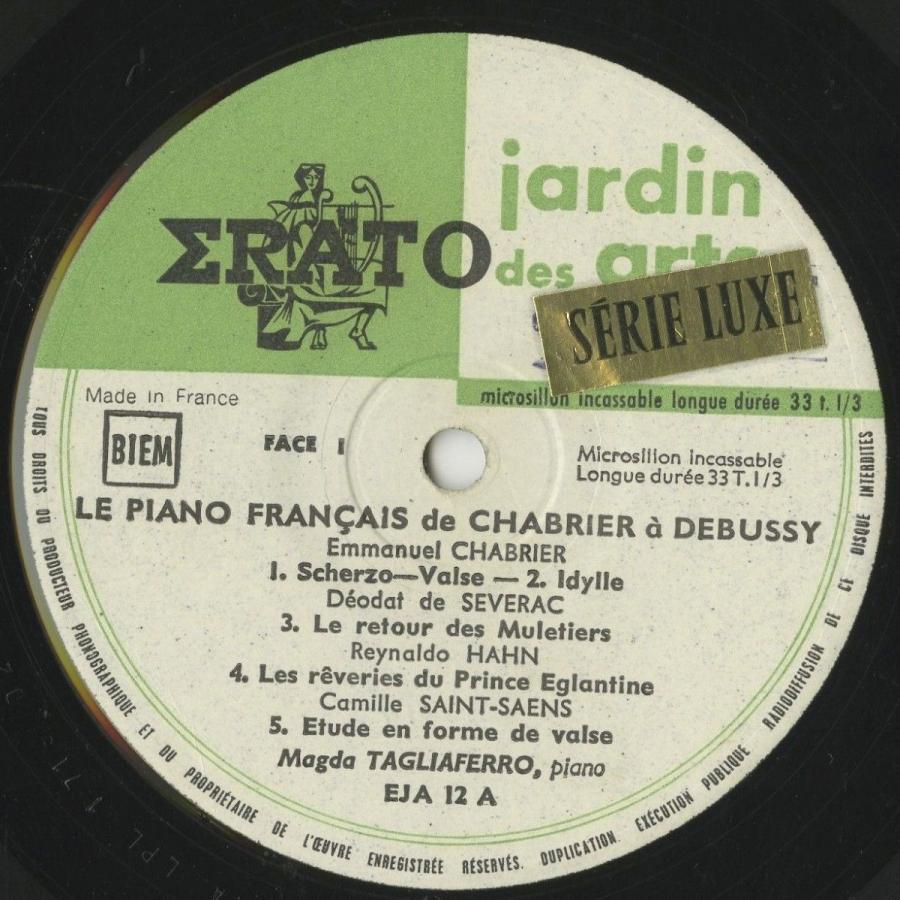 ΣRATO
jardin
des arts
SÉRIE LUXE
microsillon incassable longue durée 33 t. 1/3
Made in France
BIEM
FACE 1
Microsillon incassable
Longue durée 33 T. 1/3
LE PIANO FRANÇAIS de CHABRIER à DEBUSSY
Emmanuel CHABRIER
1. Scherzo—Valse — 2. Idylle
Déodat de SEVERAC
3. Le retour des Muletiers
Reynaldo HAHN
4. Les rêveries du Prince Eglantine
Camille SAINT-SAENS
5. Etude en forme de valse
Magda TAGLIAFERRO, piano
EJA 12 A
TOUS DROITS DU PRODUCTEUR PHONOGRAPHIQUE ET DU PROPRIÉTAIRE DE L'ŒUVRE ENREGISTRÉE RÉSERVÉS. DUPLICATION. EXÉCUTION PUBLIQUE RADIODIFFUSION DE CE DISQUE INTERDITES